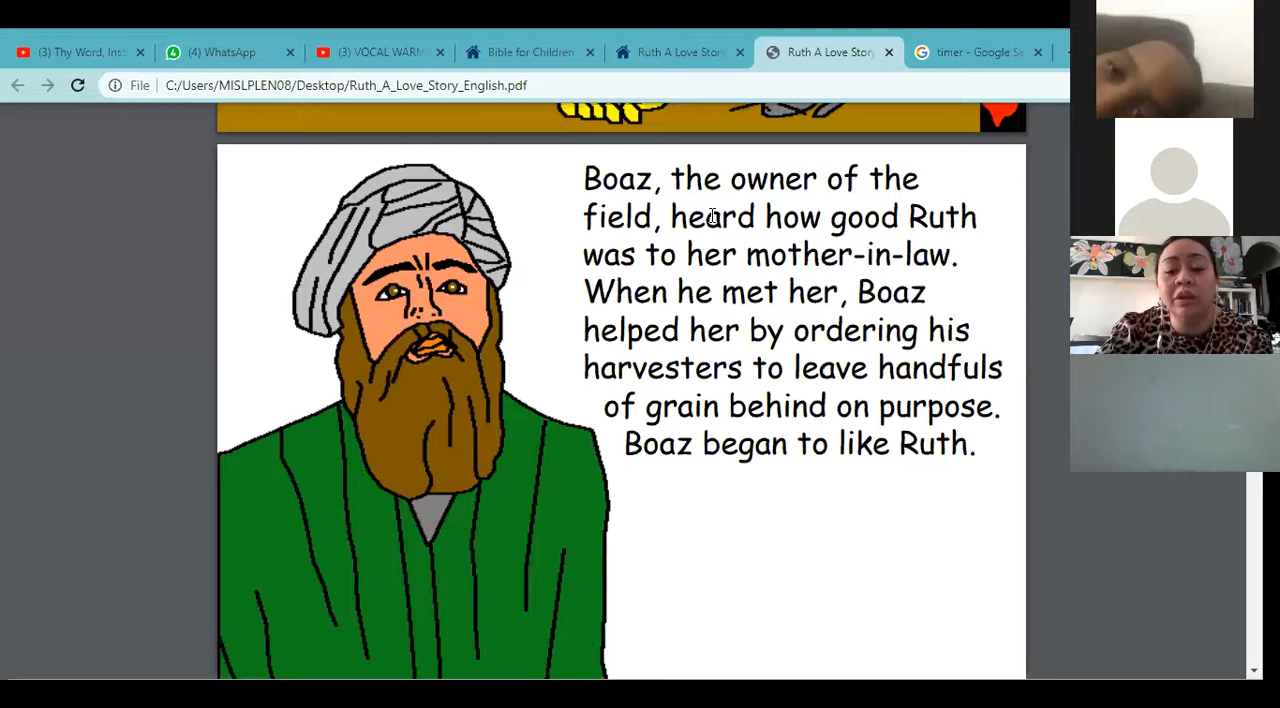 (3) Thy Word, Ins
(4) WhatsApp
(3) VOCAL WARM
Bible for Children
Ruth A Love Story
Ruth A Love Story
timer - Google Se
File
C:/Users/MISLPLEN08/Desktop/Ruth_A_Love_Story_English.pdf
Boaz, the owner of the
field, heard how good Ruth
was to her mother-in-law.
When he met her, Boaz
helped her by ordering his
harvesters to leave handfuls
of grain behind on purpose.
Boaz began to like Ruth.